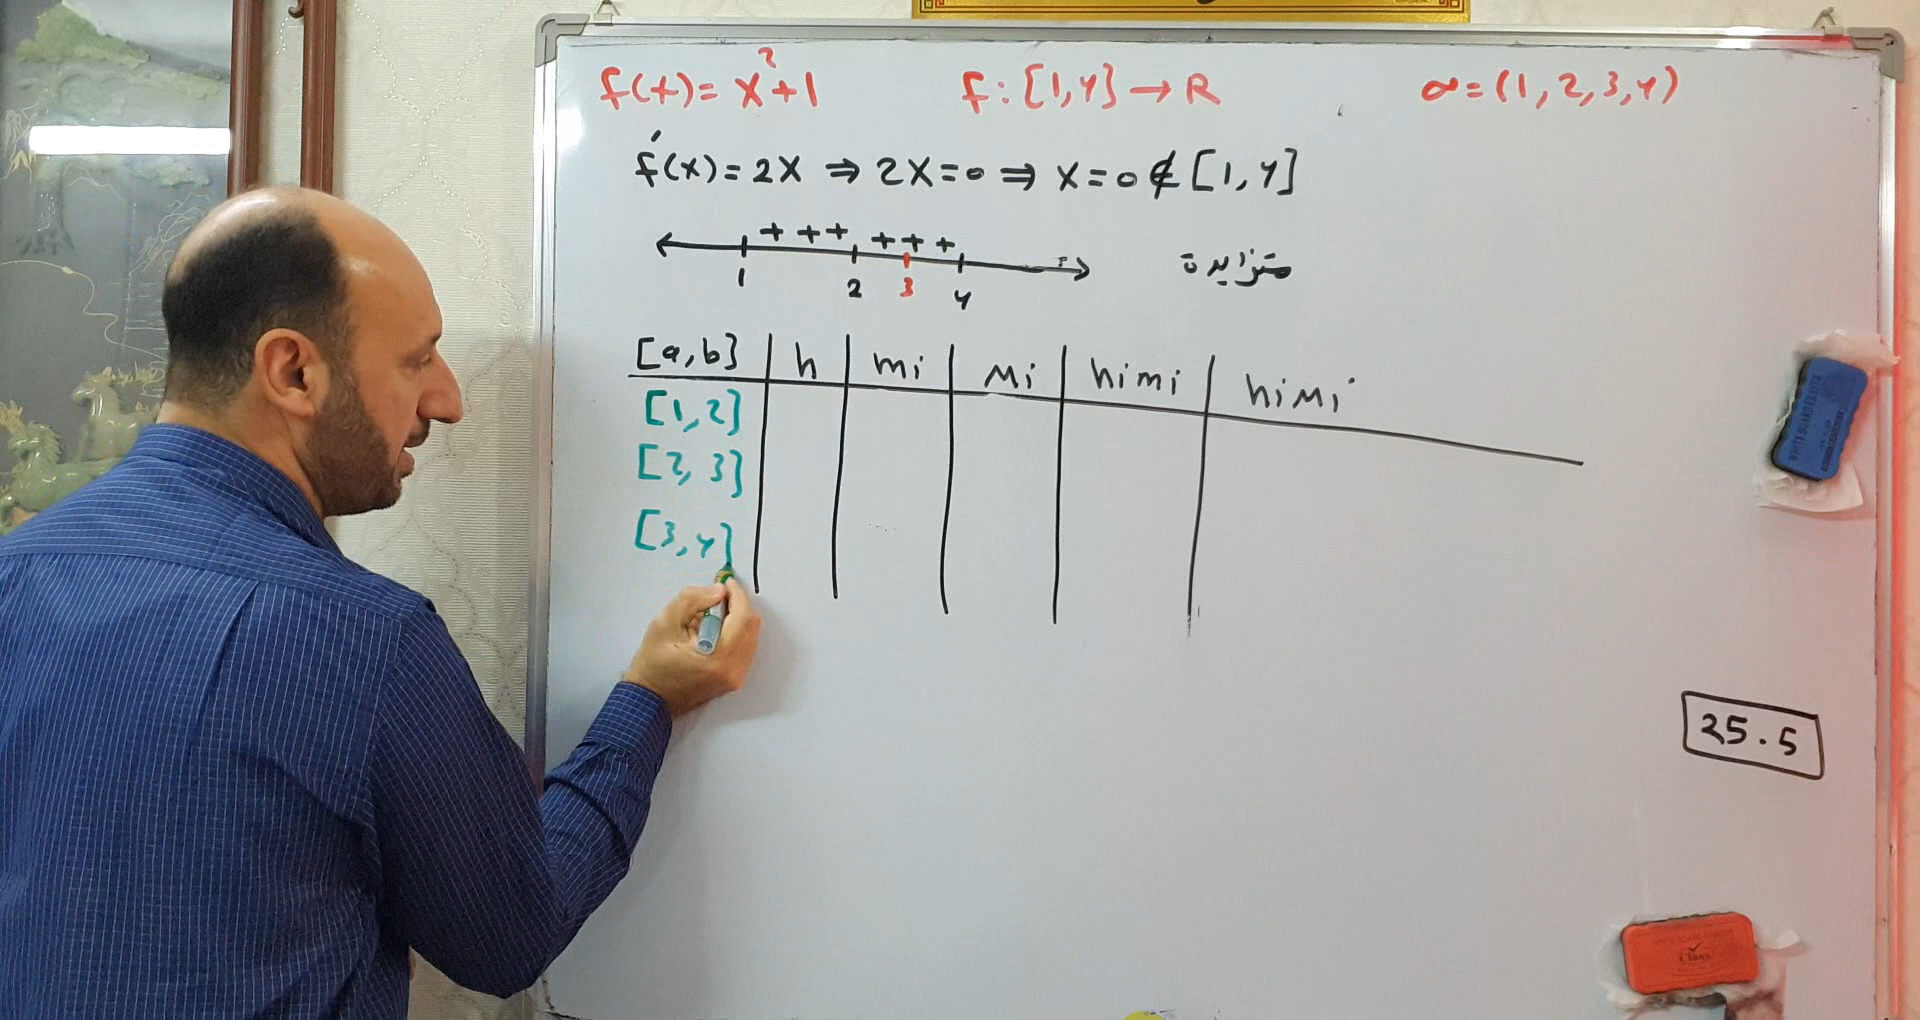 f(x)= x²+1 f: [1,4] → R σ=(1,2,3,4)
f́(x)= 2x ⇒ 2x=0 ⇒ x=0 ∉ [1,4]
+ + + + + +
1 2 3 4 متزايدة
[a,b] h mi Mi himi hiMi
[1,2]
[2,3]
[3,4]
25.5